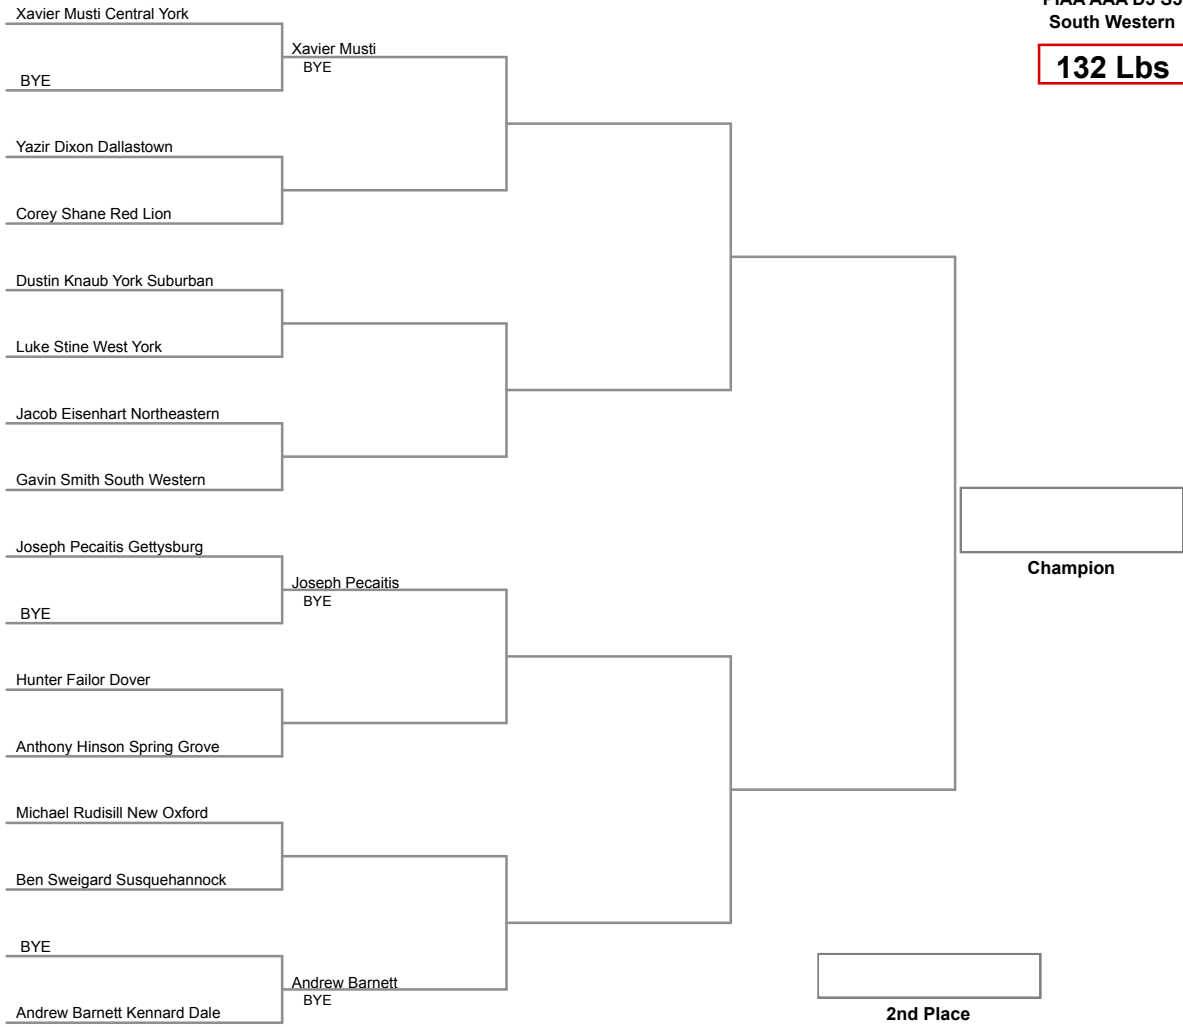 PIAA AAA D3 S3
South Western
132 Lbs
Xavier Musti Central York
Xavier Musti
BYE
BYE
Yazir Dixon Dallastown
Corey Shane Red Lion
Dustin Knaub York Suburban
Luke Stine West York
Jacob Eisenhart Northeastern
Gavin Smith South Western
Joseph Pecaitis Gettysburg
Joseph Pecaitis
BYE
BYE
Hunter Failor Dover
Anthony Hinson Spring Grove
Michael Rudisill New Oxford
Ben Sweigard Susquehannock
BYE
Andrew Barnett
BYE
Andrew Barnett Kennard Dale
Champion
2nd Place